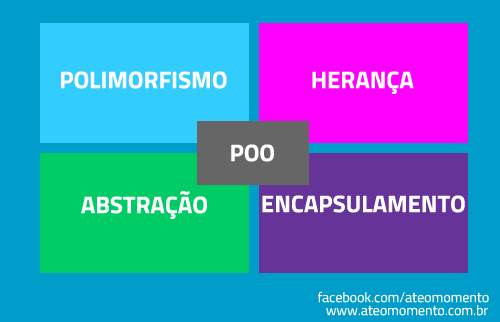 POLIMORFISMO
HERANÇA
POO
ABSTRAÇÃO
ENCAPSULAMENTO
facebook.com/ateomomento
www.ateomomento.com.br